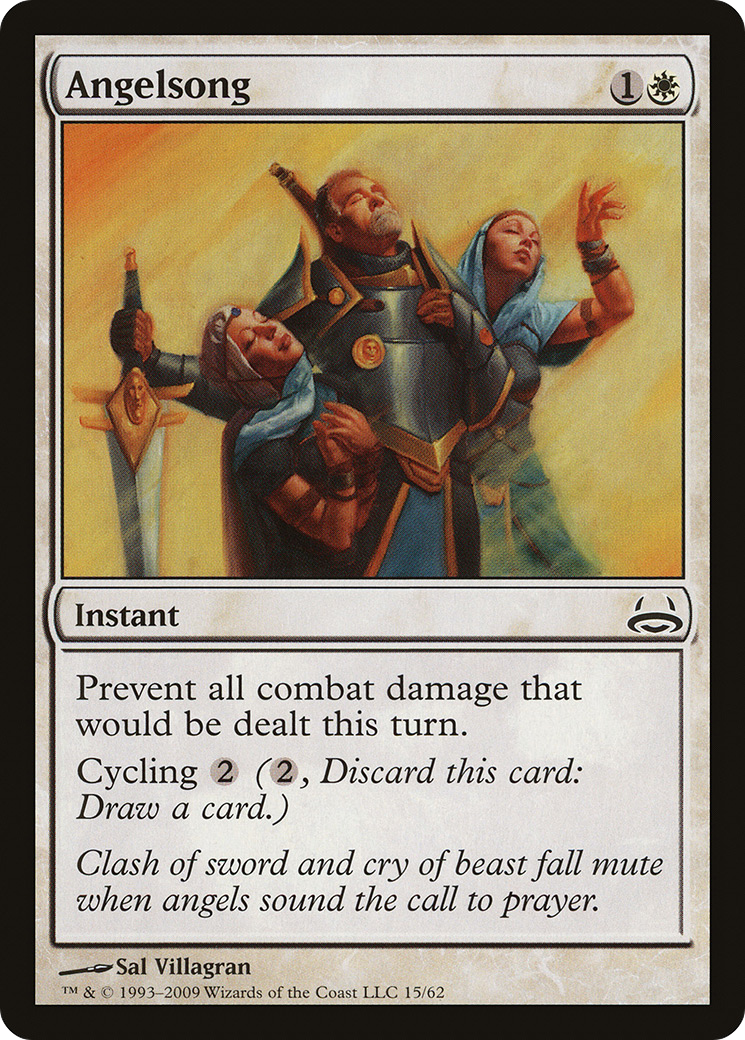 Angelsong 1
Instant
Prevent all combat damage that
would be dealt this turn.
Cycling 2 (2, Discard this card:
Draw a card.)
Clash of sword and cry of beast fall mute
when angels sound the call to prayer.
Sal Villagran
™ & © 1993–2009 Wizards of the Coast LLC 15/62